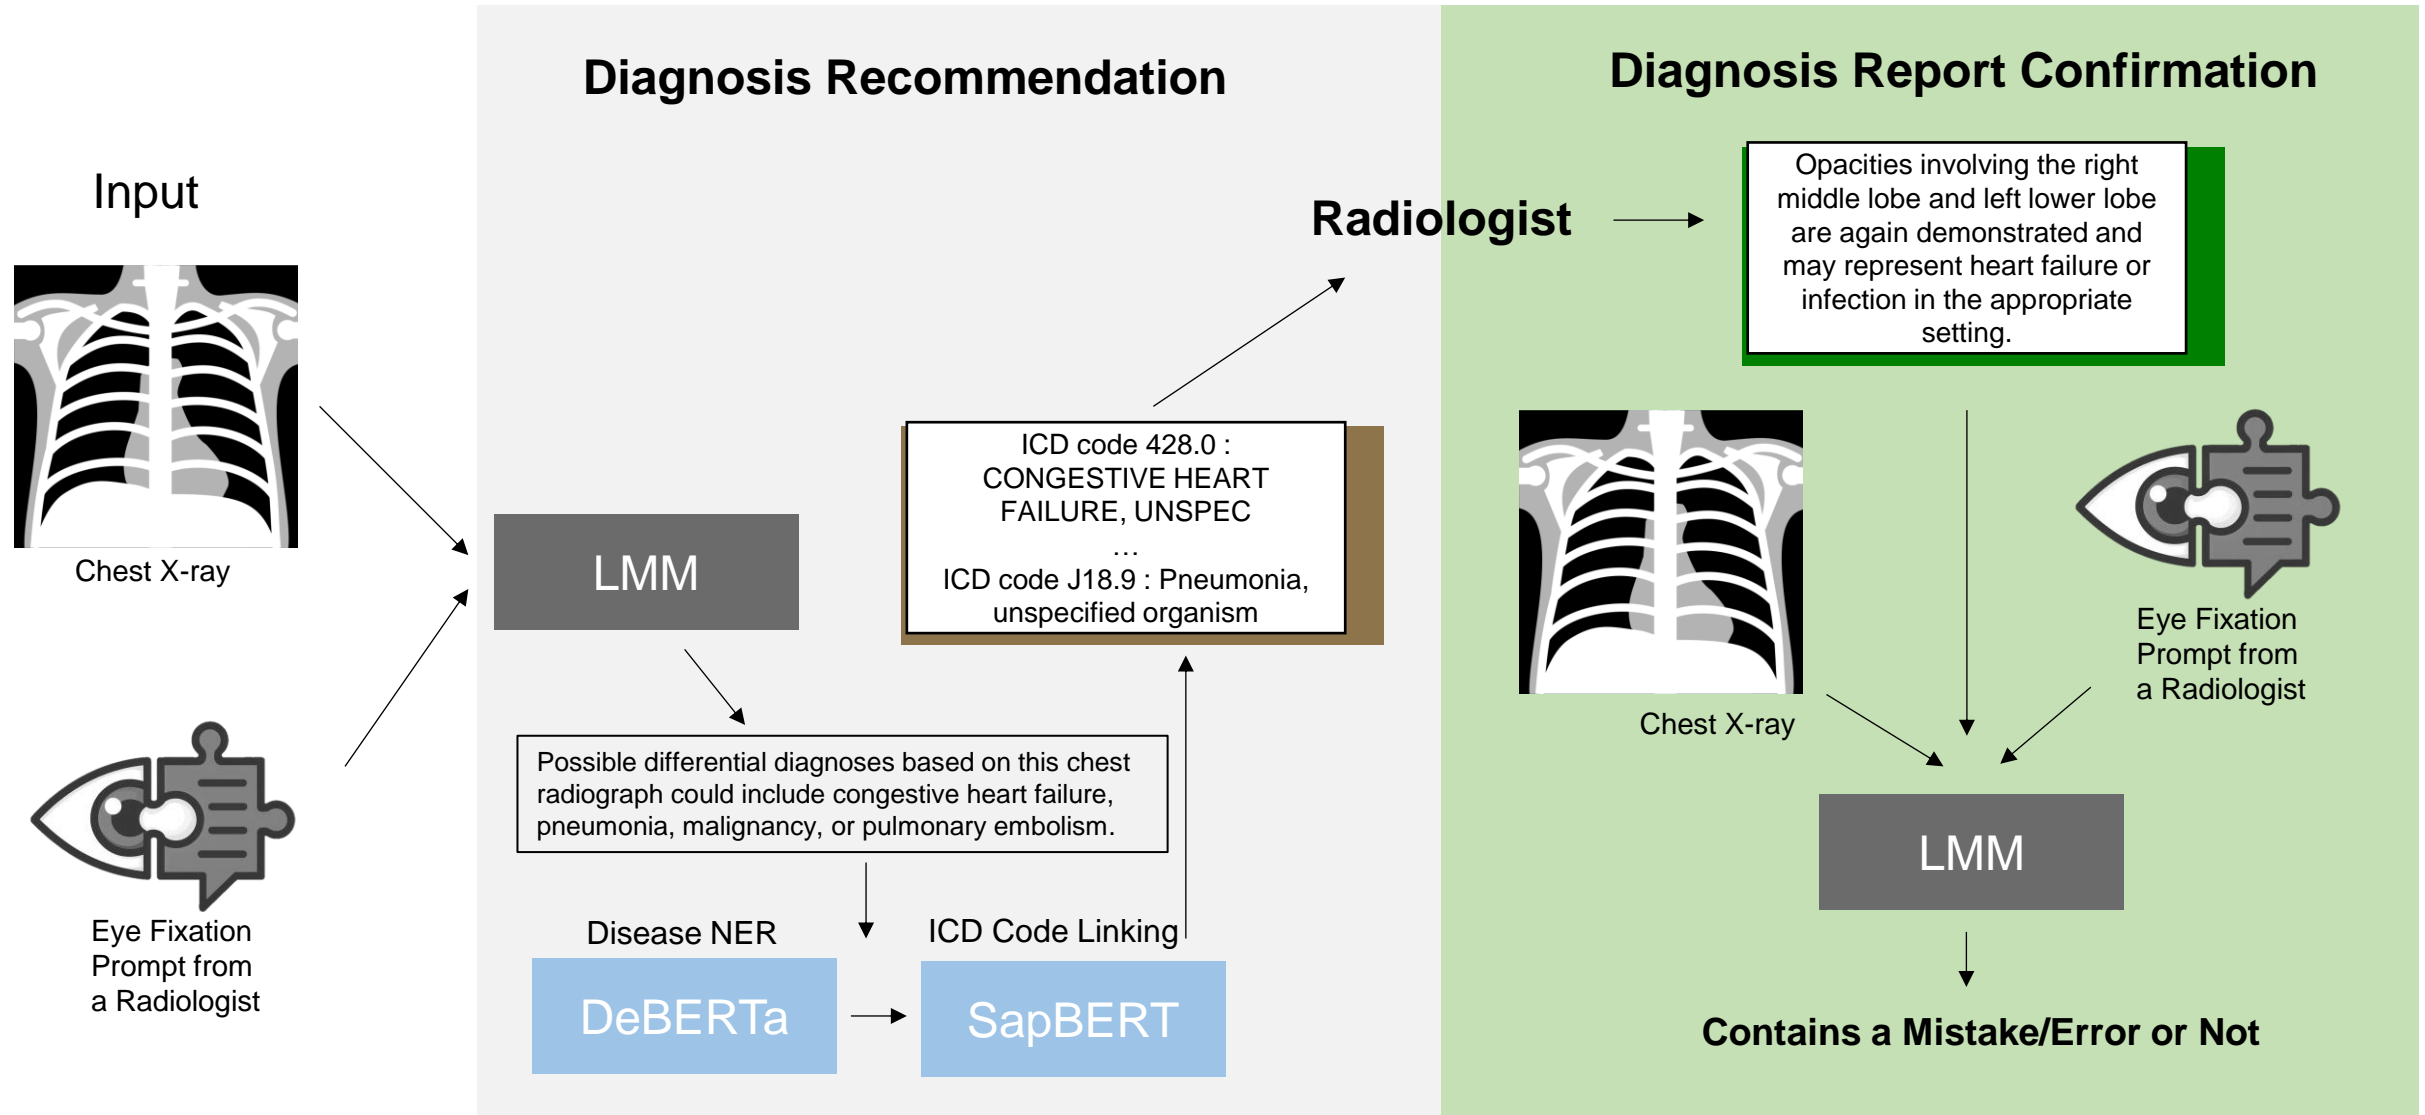 Input
Chest X-ray
Eye Fixation
Prompt from
a Radiologist
Diagnosis Recommendation
LMM
Possible differential diagnoses based on this chest
radiograph could include congestive heart failure,
pneumonia, malignancy, or pulmonary embolism.
Disease NER
DeBERTa
ICD Code Linking
SapBERT
ICD code 428.0 :
CONGESTIVE HEART
FAILURE, UNSPEC
…
ICD code J18.9 : Pneumonia,
unspecified organism
Radiologist
Diagnosis Report Confirmation
Opacities involving the right
middle lobe and left lower lobe
are again demonstrated and
may represent heart failure or
infection in the appropriate
setting.
Chest X-ray
Eye Fixation
Prompt from
a Radiologist
LMM
Contains a Mistake/Error or Not